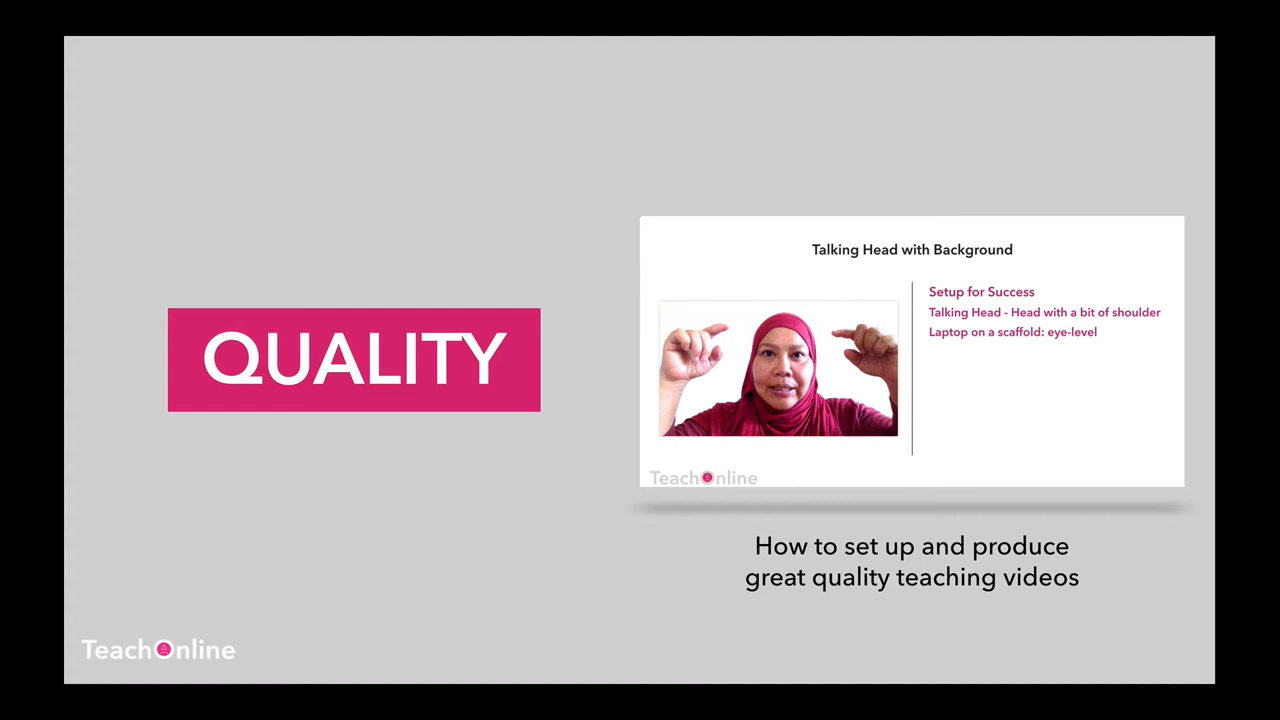 QUALITY
Talking Head with Background
Setup for Success
Talking Head - Head with a bit of shoulder
Laptop on a scaffold: eye-level
TeachOnline
How to set up and produce
great quality teaching videos
TeachOnline